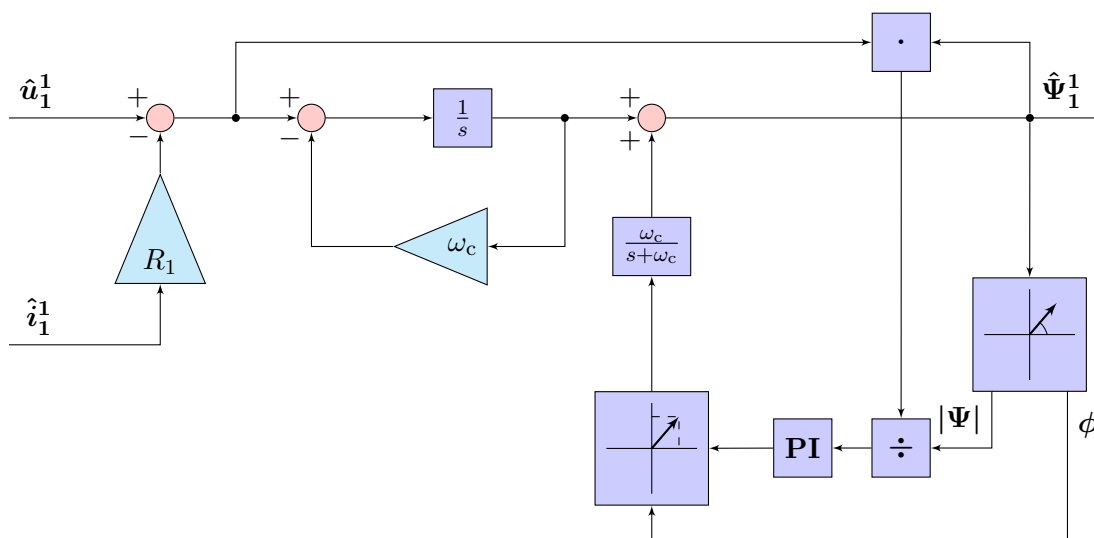 ·
û₁¹ + − + − 1/s + + Ψ̂₁¹
ω_c
ω_c/(s+ω_c)
R₁
î₁¹
|Ψ| ϕ
PI ÷